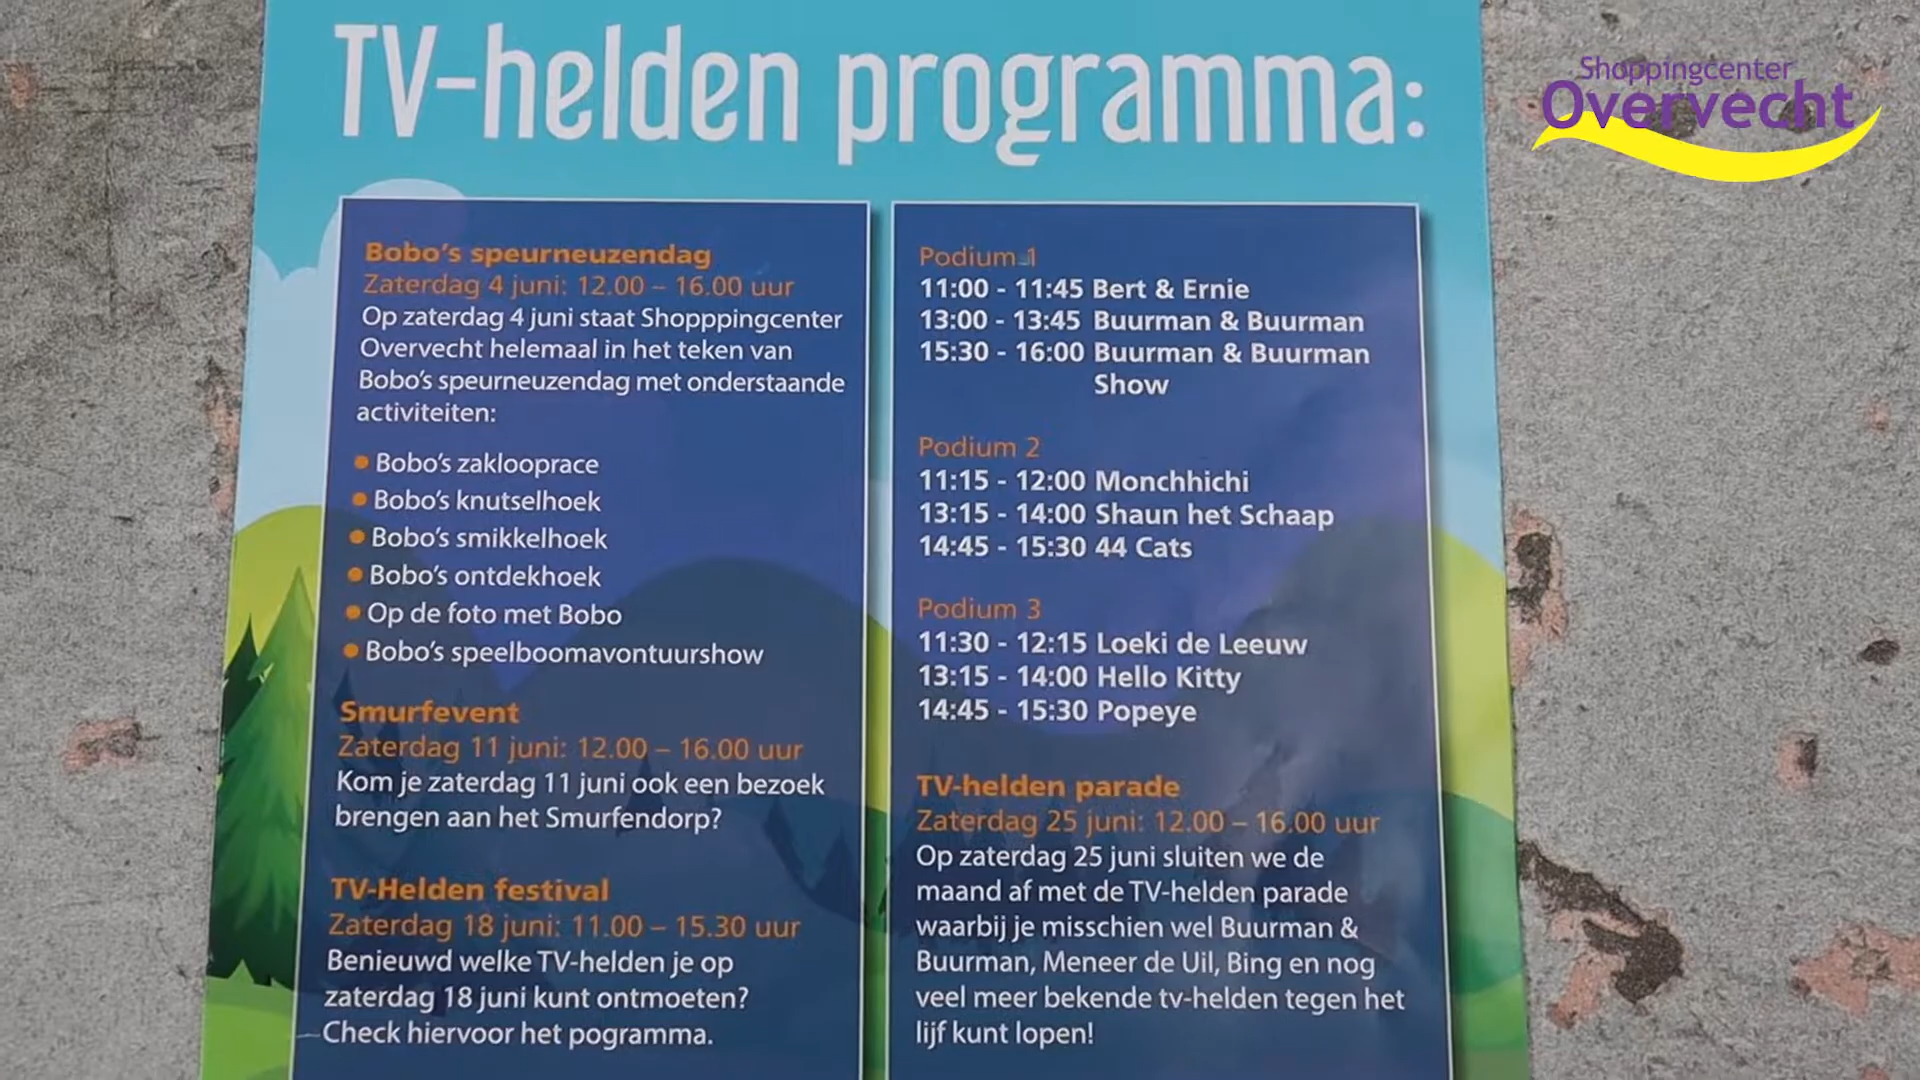 TV-helden programma:
Shoppingcenter
Overvecht
Bobo's speurneuzendag
Zaterdag 4 juni: 12.00 – 16.00 uur
Op zaterdag 4 juni staat Shopppingcenter
Overvecht helemaal in het teken van
Bobo's speurneuzendag met onderstaande
activiteiten:
• Bobo's zaklooprace
• Bobo's knutselhoek
• Bobo's smikkelhoek
• Bobo's ontdekhoek
• Op de foto met Bobo
• Bobo's speelboomavontuurshow
Smurfevent
Zaterdag 11 juni: 12.00 – 16.00 uur
Kom je zaterdag 11 juni ook een bezoek
brengen aan het Smurfendorp?
TV-Helden festival
Zaterdag 18 juni: 11.00 – 15.30 uur
Benieuwd welke TV-helden je op
zaterdag 18 juni kunt ontmoeten?
Check hiervoor het pogramma.
Podium 1
11:00 - 11:45 Bert & Ernie
13:00 - 13:45 Buurman & Buurman
15:30 - 16:00 Buurman & Buurman
Show
Podium 2
11:15 - 12:00 Monchhichi
13:15 - 14:00 Shaun het Schaap
14:45 - 15:30 44 Cats
Podium 3
11:30 - 12:15 Loeki de Leeuw
13:15 - 14:00 Hello Kitty
14:45 - 15:30 Popeye
TV-helden parade
Zaterdag 25 juni: 12.00 – 16.00 uur
Op zaterdag 25 juni sluiten we de
maand af met de TV-helden parade
waarbij je misschien wel Buurman &
Buurman, Meneer de Uil, Bing en nog
veel meer bekende tv-helden tegen het
lijf kunt lopen!